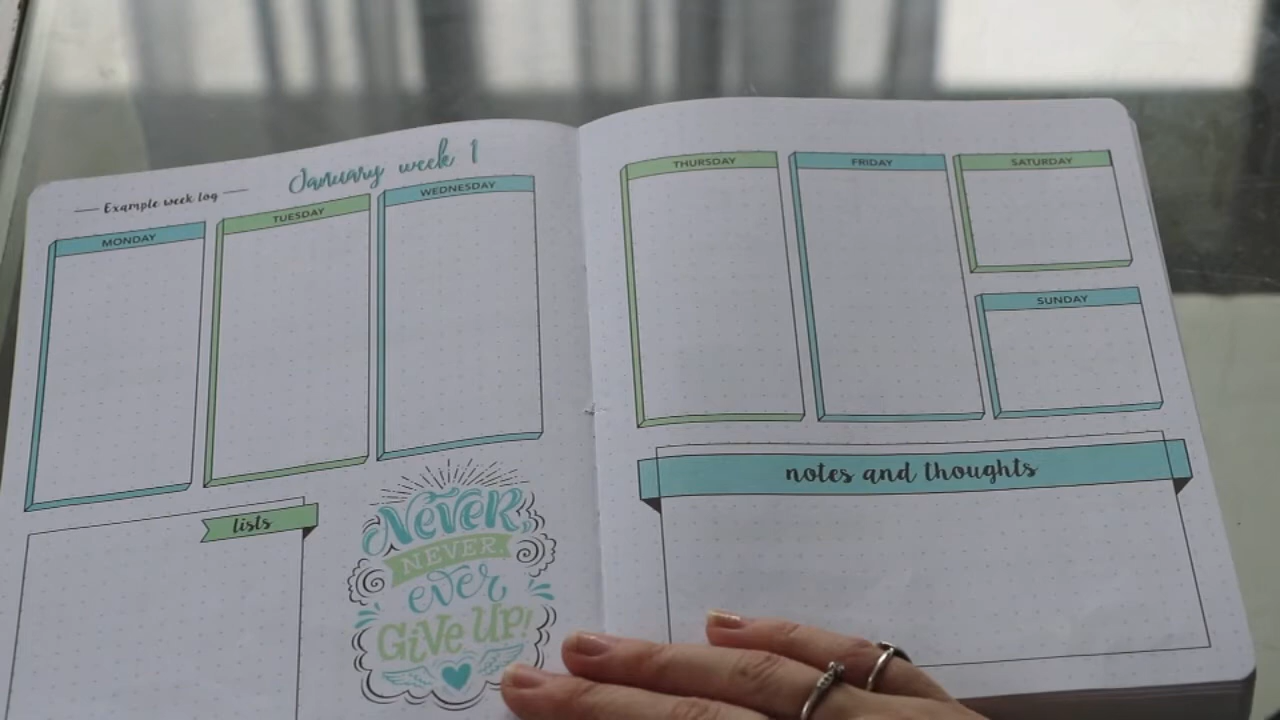 Example week log
January week 1
MONDAY
TUESDAY
WEDNESDAY
lists
Never,
NEVER,
ever
GiVe UP!
THURSDAY
FRIDAY
SATURDAY
SUNDAY
notes and thoughts